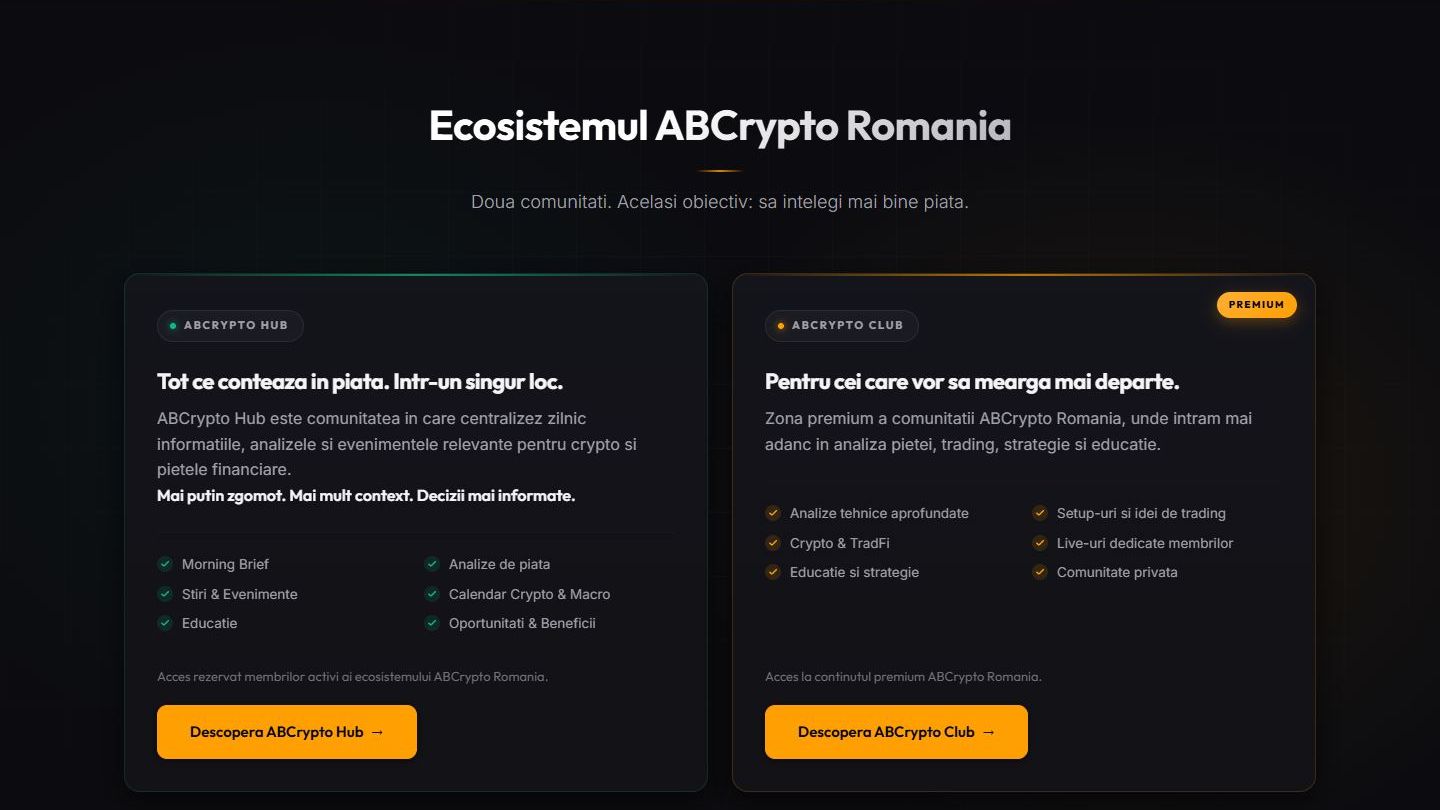 Ecosistemul ABCrypto Romania
Doua comunitati. Acelasi obiectiv: sa intelegi mai bine piata.
ABCRYPTO HUB
Tot ce conteaza in piata. Intr-un singur loc.
ABCrypto Hub este comunitatea in care centralizez zilnic
informatiile, analizele si evenimentele relevante pentru crypto si
pietele financiare.
Mai putin zgomot. Mai mult context. Decizii mai informate.
Morning Brief
Analize de piata
Stiri & Evenimente
Calendar Crypto & Macro
Educatie
Oportunitati & Beneficii
Acces rezervat membrilor activi ai ecosistemului ABCrypto Romania.
Descopera ABCrypto Hub →
PREMIUM
ABCRYPTO CLUB
Pentru cei care vor sa mearga mai departe.
Zona premium a comunitatii ABCrypto Romania, unde intram mai
adanc in analiza pietei, trading, strategie si educatie.
Analize tehnice aprofundate
Setup-uri si idei de trading
Crypto & TradFi
Live-uri dedicate membrilor
Educatie si strategie
Comunitate privata
Acces la continutul premium ABCrypto Romania.
Descopera ABCrypto Club →